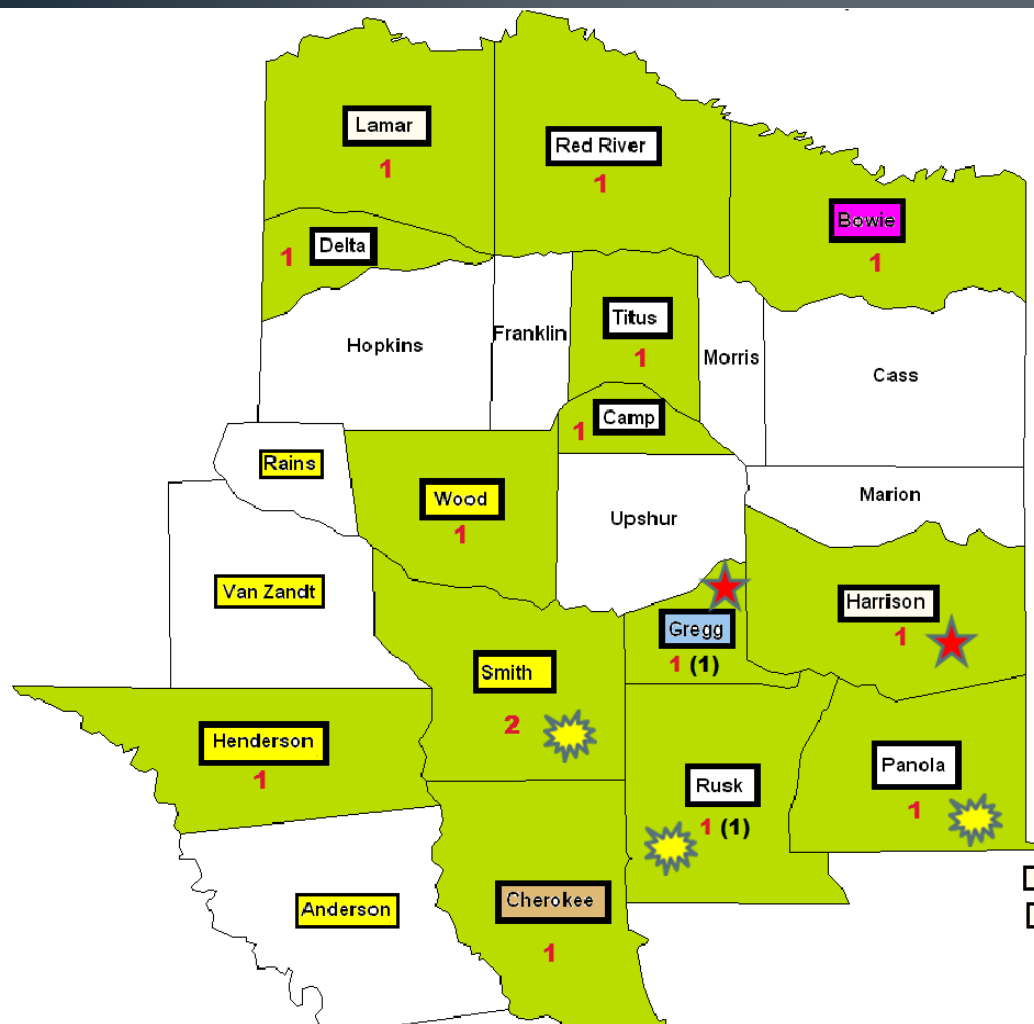 Lamar
1
Red River
1
Bowie
1
Delta
1
Hopkins
Franklin
Titus
1
Morris
Cass
Camp
1
Rains
Wood
1
Upshur
Marion
Van Zandt
Harrison
1
Gregg
1 (1)
Smith
2
Henderson
1
Rusk
1 (1)
Panola
1
Anderson
Cherokee
1